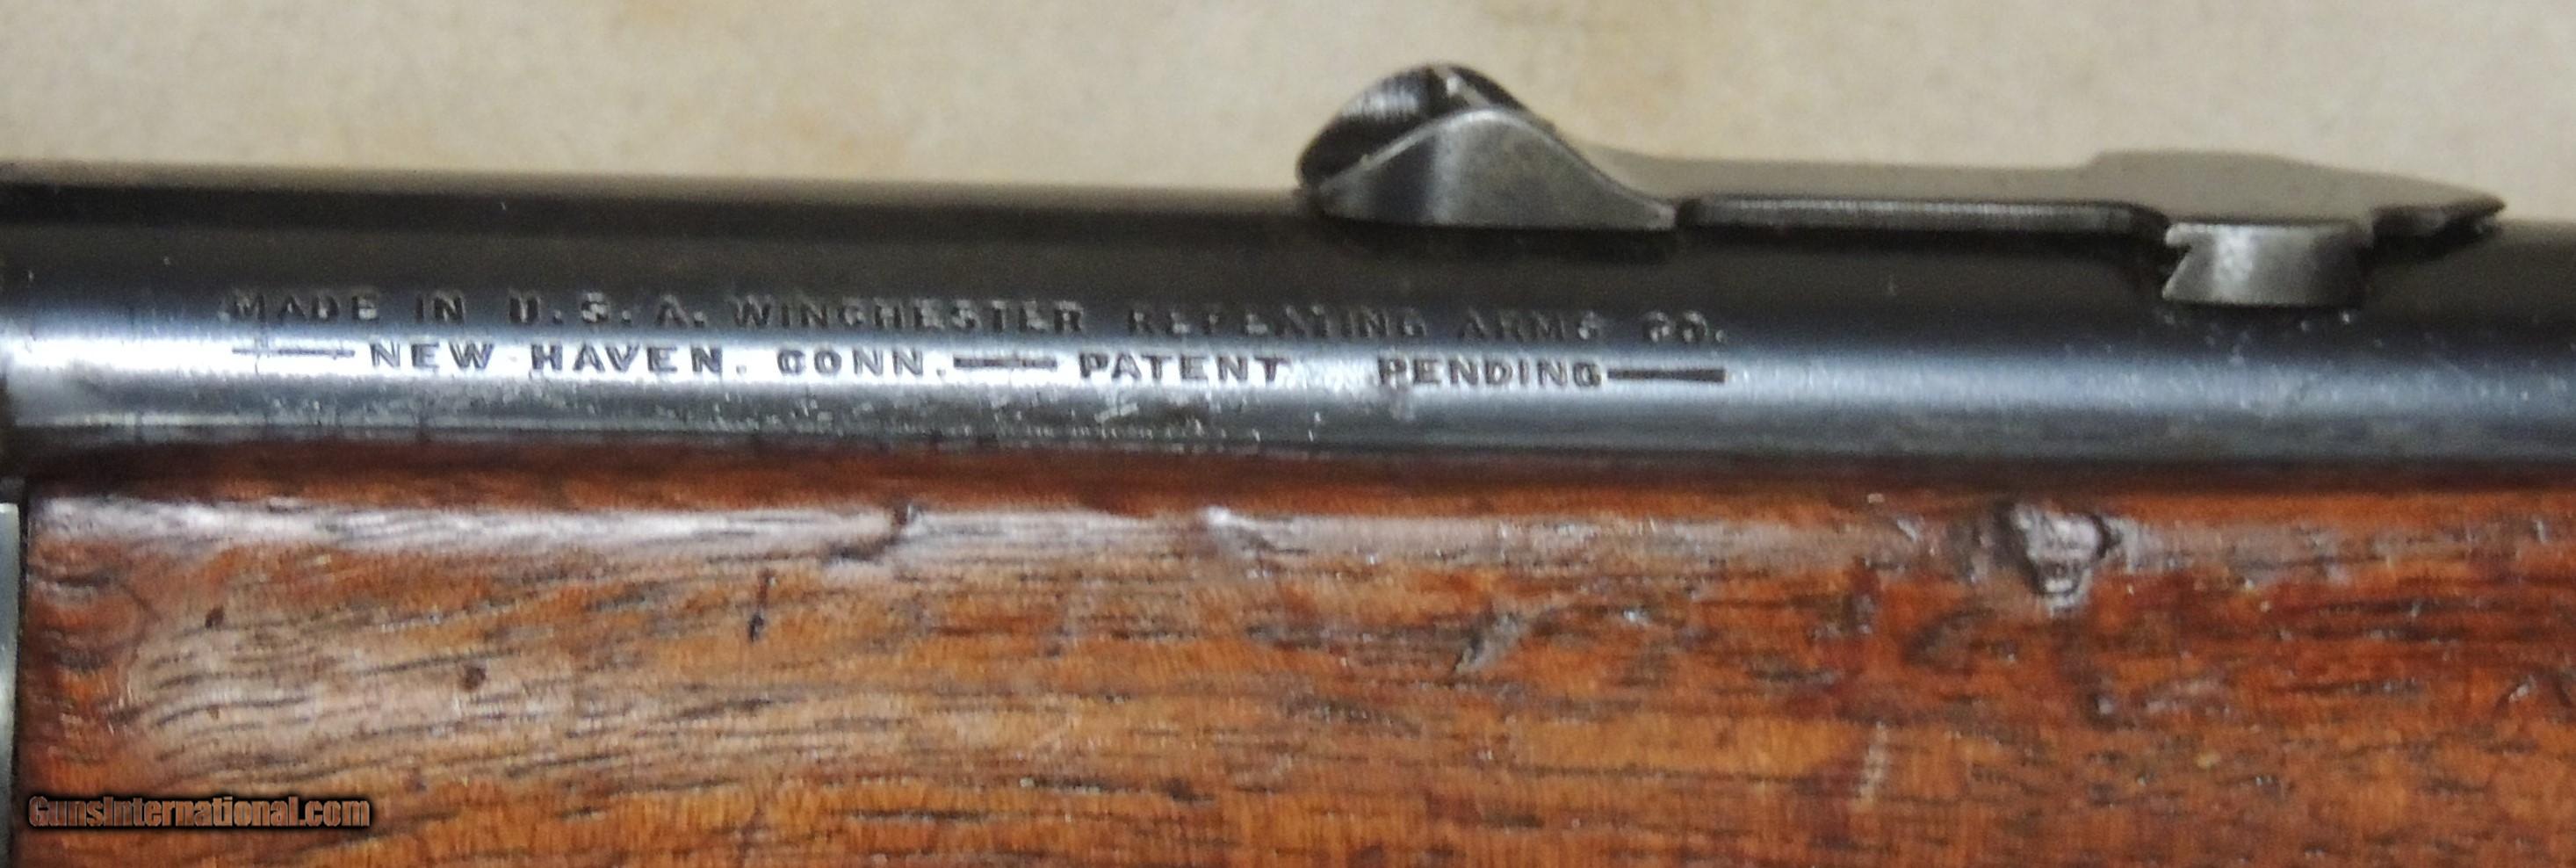 MADE IN U.S.A. WINCHESTER REPEATING ARMS CO.
— NEW HAVEN. CONN. — PATENT PENDING —
GunsInternational.com